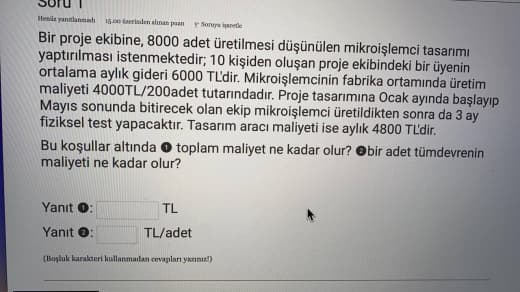 Soru 1
Henüz yanıtlanmadı 15,00 üzerinden alınan puan Soruyu işaretle
Bir proje ekibine, 8000 adet üretilmesi düşünülen mikroişlemci tasarımı
yaptırılması istenmektedir; 10 kişiden oluşan proje ekibindeki bir üyenin
ortalama aylık gideri 6000 TL'dir. Mikroişlemcinin fabrika ortamında üretim
maliyeti 4000TL/200adet tutarındadır. Proje tasarımına Ocak ayında başlayıp
Mayıs sonunda bitirecek olan ekip mikroişlemci üretildikten sonra da 3 ay
fiziksel test yapacaktır. Tasarım aracı maliyeti ise aylık 4800 TL'dir.
Bu koşullar altında ❶ toplam maliyet ne kadar olur? ❷bir adet tümdevrenin
maliyeti ne kadar olur?
Yanıt ❶: TL
Yanıt ❷: TL/adet
(Boşluk karakteri kullanmadan cevapları yazınız!)